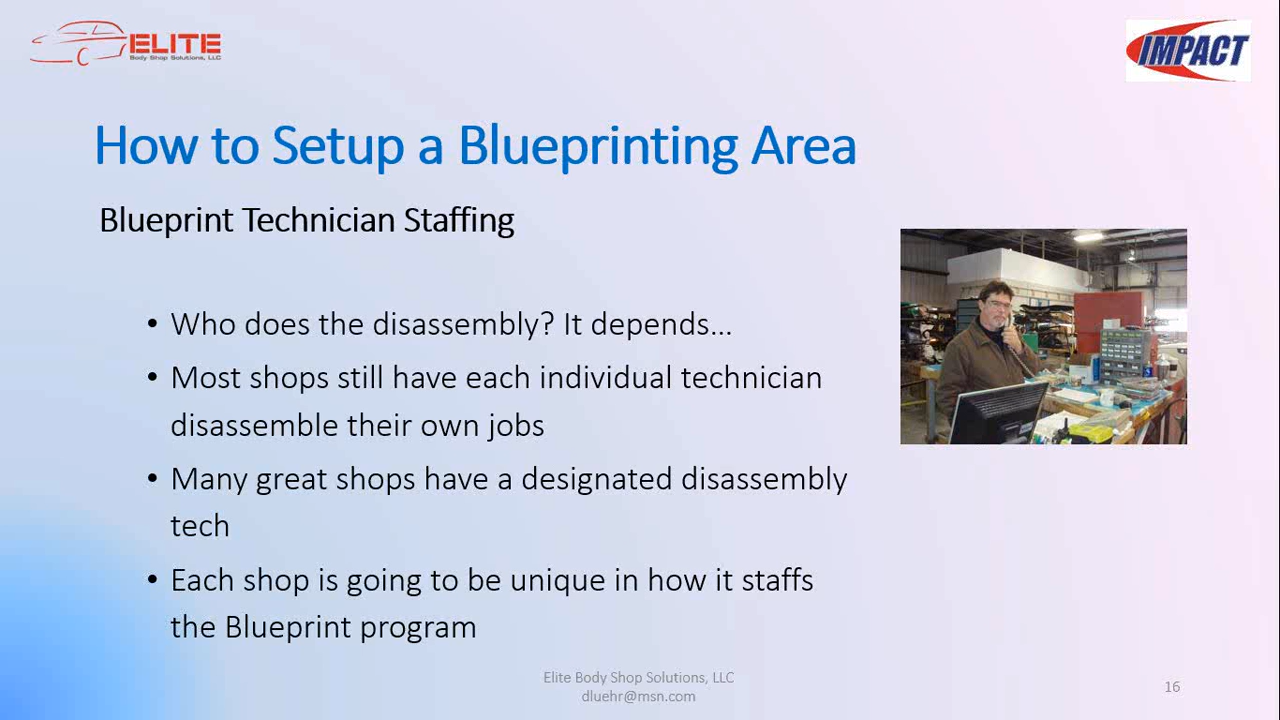 ELITE
Body Shop Solutions, LLC
IMPACT
How to Setup a Blueprinting Area
Blueprint Technician Staffing
• Who does the disassembly? It depends...
• Most shops still have each individual technician
disassemble their own jobs
• Many great shops have a designated disassembly
tech
• Each shop is going to be unique in how it staffs
the Blueprint program
Elite Body Shop Solutions, LLC
dluehr@msn.com
16